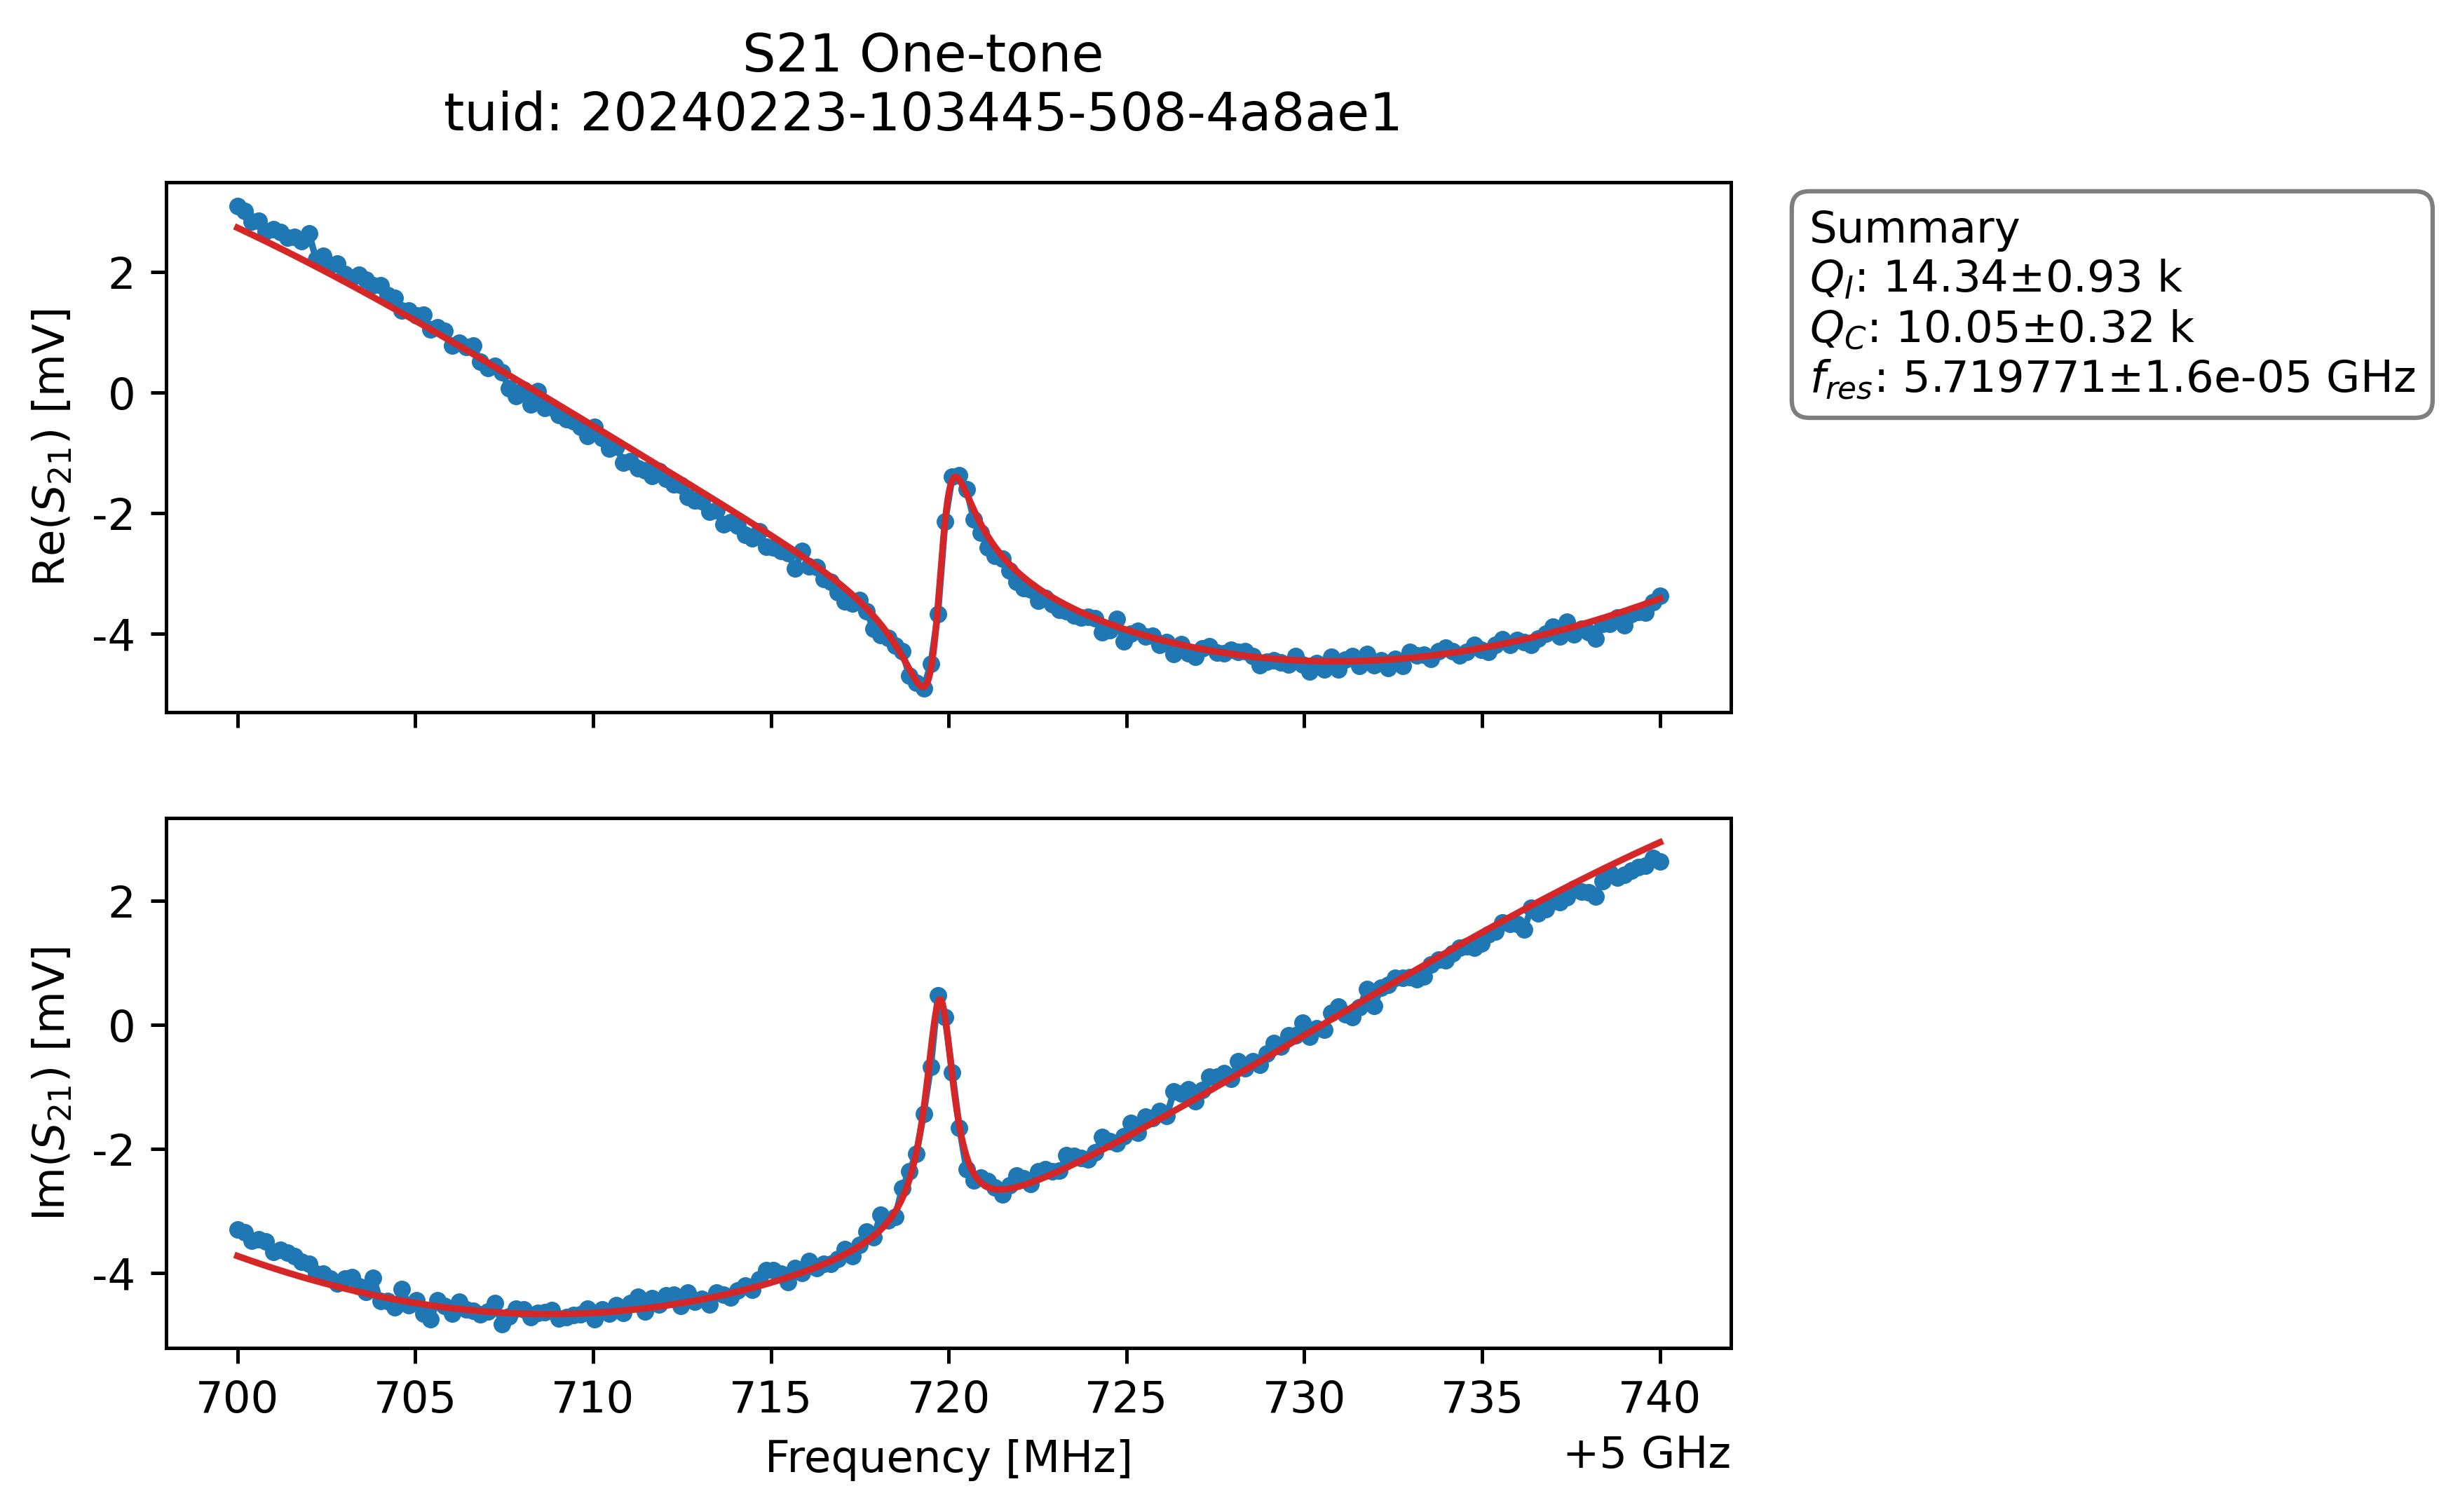 S21 One-tone
tuid: 20240223-103445-508-4a8ae1
Re(S21) [mV]
2
0
-2
-4
Summary
QI: 14.34±0.93 k
QC: 10.05±0.32 k
fres: 5.719771±1.6e-05 GHz
Im(S21) [mV]
2
0
-2
-4
700 705 710 715 720 725 730 735 740
Frequency [MHz]
+5 GHz